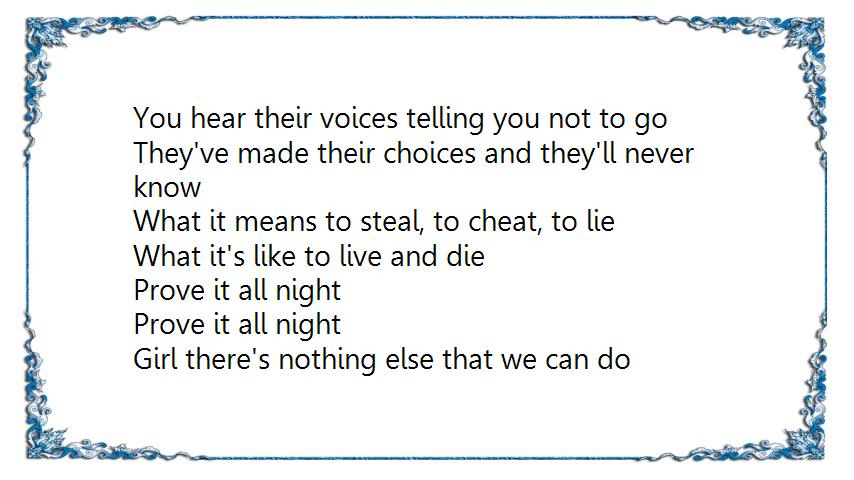 You hear their voices telling you not to go
They've made their choices and they'll never
know
What it means to steal, to cheat, to lie
What it's like to live and die
Prove it all night
Prove it all night
Girl there's nothing else that we can do